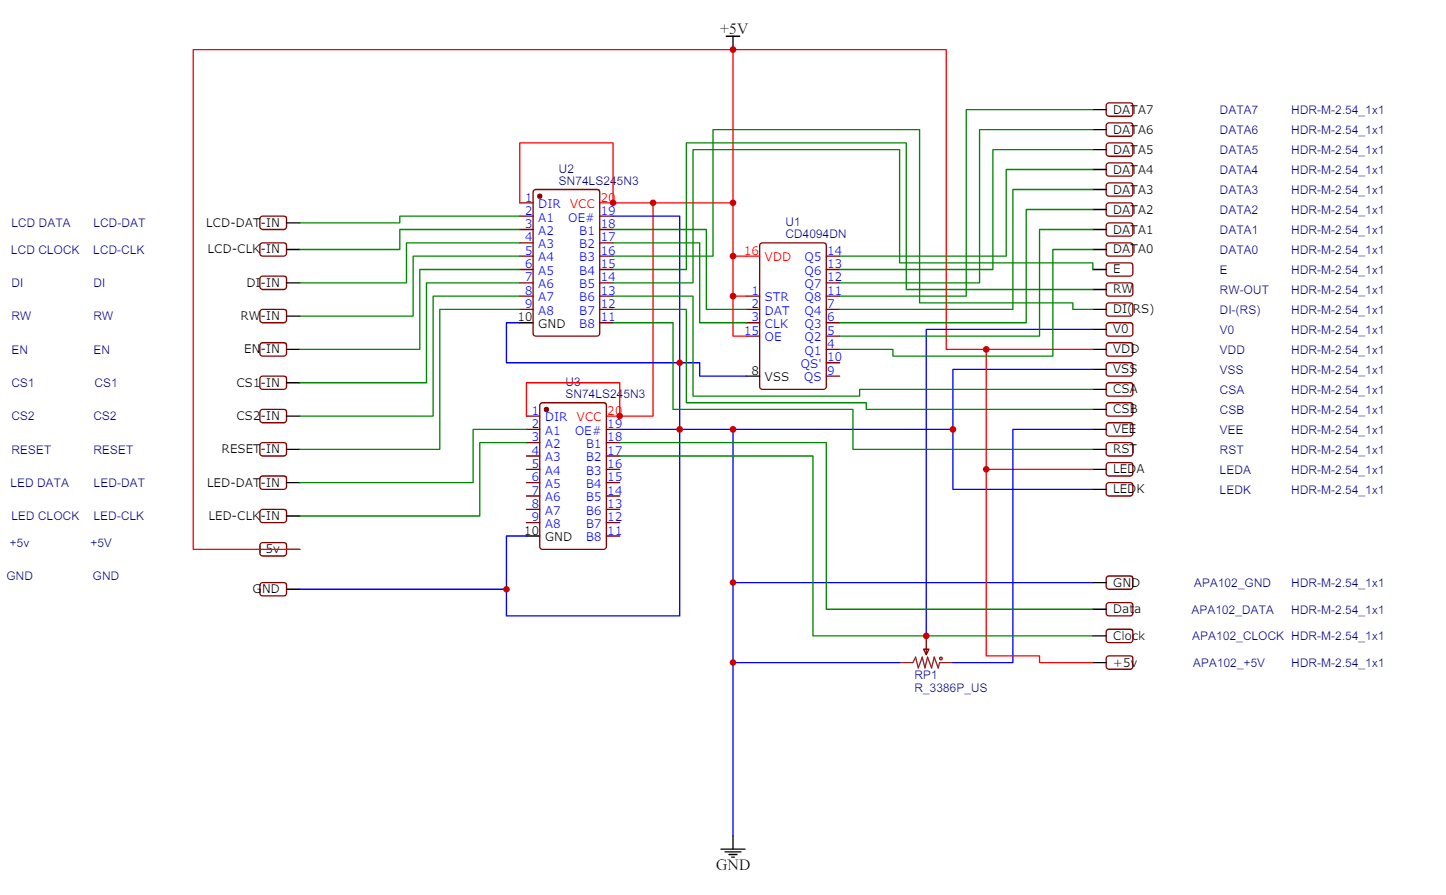 +5V
LCD DATA LCD-DAT LCD-DAT-IN
LCD CLOCK LCD-CLK LCD-CLK-IN
DI DI DI-IN
RW RW RW-IN
EN EN EN-IN
CS1 CS1 CS1-IN
CS2 CS2 CS2-IN
RESET RESET RESET-IN
LED DATA LED-DAT LED-DAT-IN
LED CLOCK LED-CLK LED-CLK-IN
+5v +5V 5v
GND GND GND
U2
SN74LS245N3
1 DIR VCC 20
2 A1 OE# 19
3 A2 B1 18
4 A3 B2 17
5 A4 B3 16
6 A5 B4 15
7 A6 B5 14
8 A7 B6 13
9 A8 B7 12
10 GND B8 11
U3
SN74LS245N3
1 DIR VCC 20
2 A1 OE# 19
3 A2 B1 18
4 A3 B2 17
5 A4 B3 16
6 A5 B4 15
7 A6 B5 14
8 A7 B6 13
9 A8 B7 12
10 GND B8 11
U1
CD4094DN
16 VDD Q5 14
Q6 13
Q7 12
1 STR Q8 11
2 DAT Q4 7
3 CLK Q3 6
15 OE Q2 5
Q1 4
QS' 10
8 VSS QS 9
DATA7 DATA7 HDR-M-2.54_1x1
DATA6 DATA6 HDR-M-2.54_1x1
DATA5 DATA5 HDR-M-2.54_1x1
DATA4 DATA4 HDR-M-2.54_1x1
DATA3 DATA3 HDR-M-2.54_1x1
DATA2 DATA2 HDR-M-2.54_1x1
DATA1 DATA1 HDR-M-2.54_1x1
DATA0 DATA0 HDR-M-2.54_1x1
E E HDR-M-2.54_1x1
RW RW-OUT HDR-M-2.54_1x1
DI(RS) DI-(RS) HDR-M-2.54_1x1
V0 V0 HDR-M-2.54_1x1
VDD VDD HDR-M-2.54_1x1
VSS VSS HDR-M-2.54_1x1
CSA CSA HDR-M-2.54_1x1
CSB CSB HDR-M-2.54_1x1
VEE VEE HDR-M-2.54_1x1
RST RST HDR-M-2.54_1x1
LEDA LEDA HDR-M-2.54_1x1
LEDK LEDK HDR-M-2.54_1x1
GND APA102_GND HDR-M-2.54_1x1
Data APA102_DATA HDR-M-2.54_1x1
Clock APA102_CLOCK HDR-M-2.54_1x1
+5v APA102_+5V HDR-M-2.54_1x1
RP1
R_3386P_US
GND